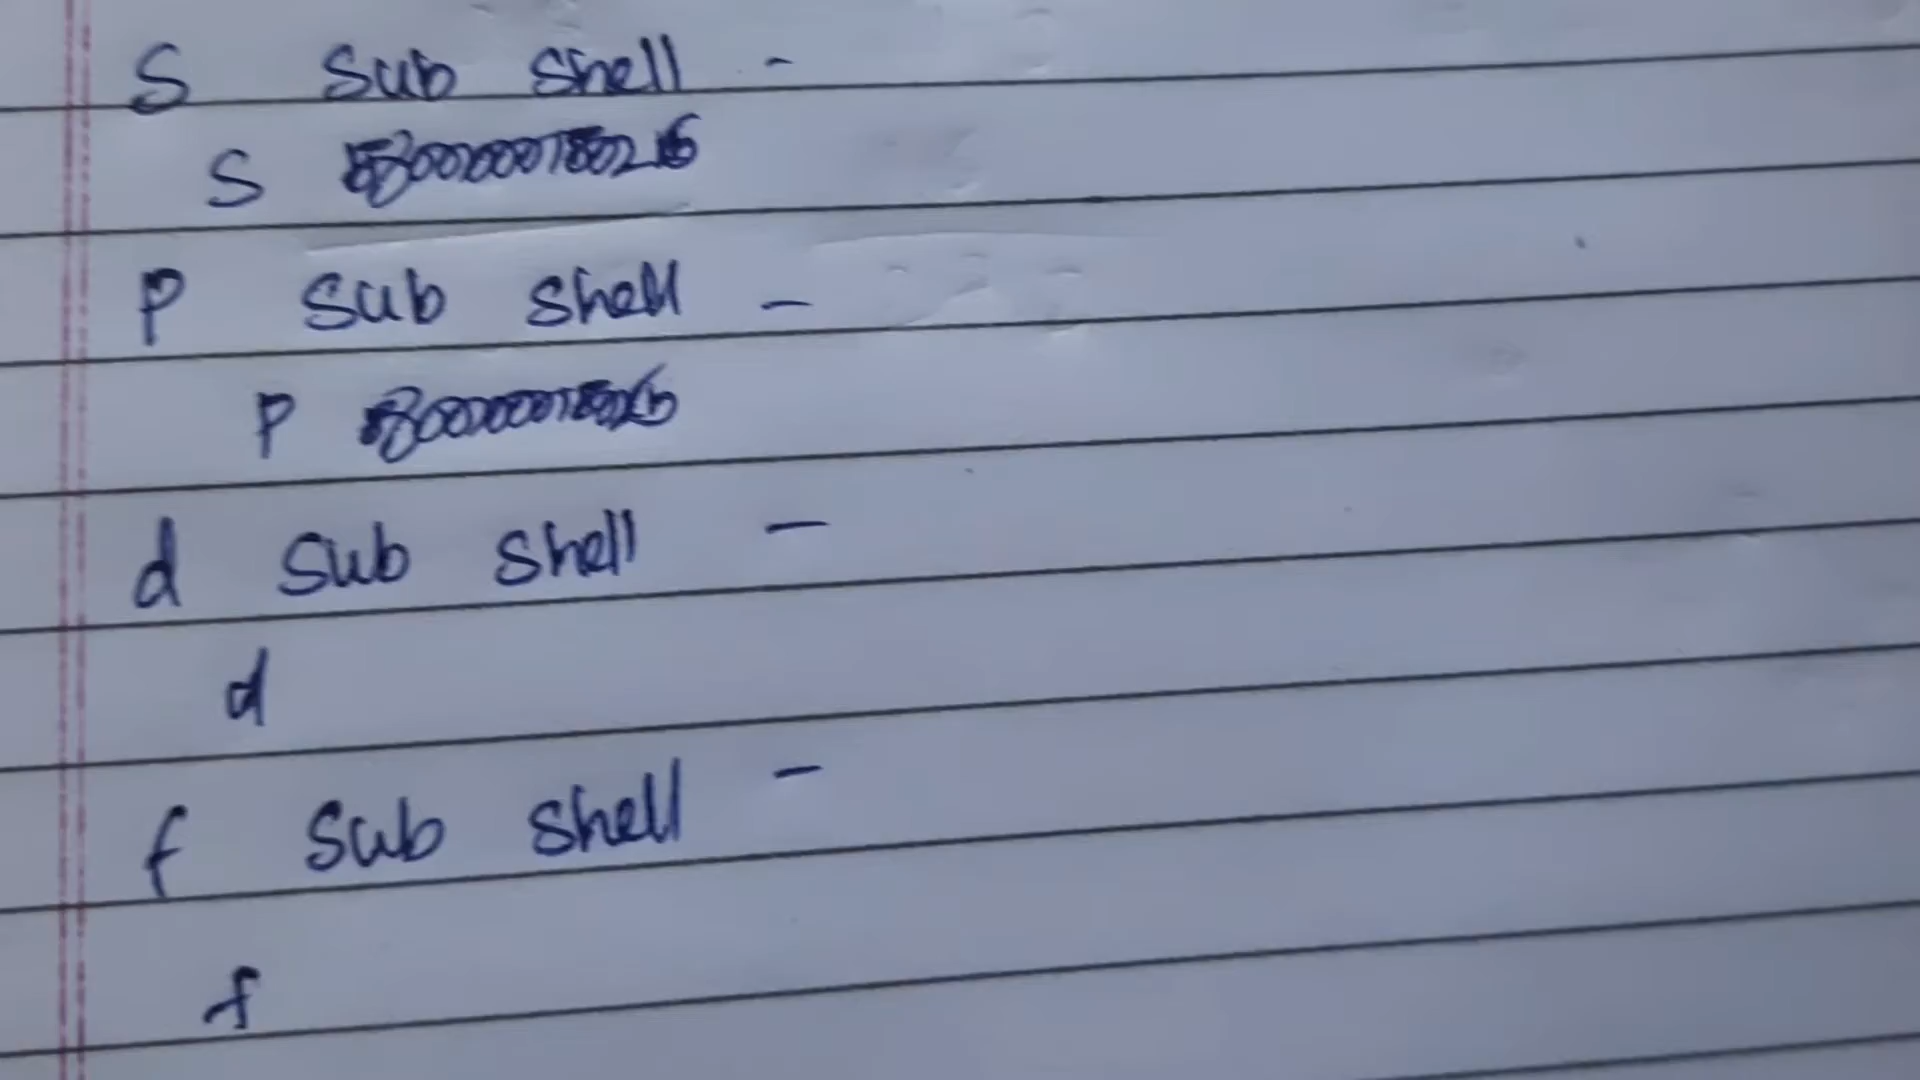 S Sub Shell -
S
P Sub Shell -
P
d Sub Shell -
d
f Sub Shell -
f